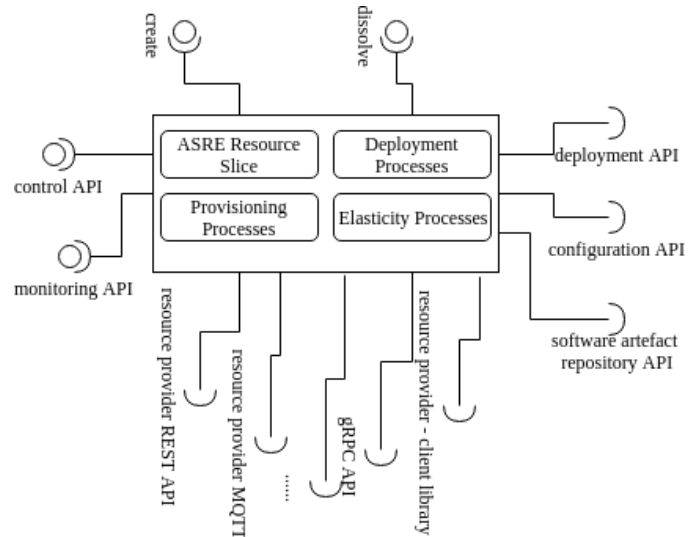 create
dissolve
ASRE Resource
Slice
Deployment
Processes
Provisioning
Processes
Elasticity Processes
control API
monitoring API
deployment API
configuration API
software artefact
repository API
resource provider REST API
resource provider MQTT
......
gRPC API
resource provider - client library